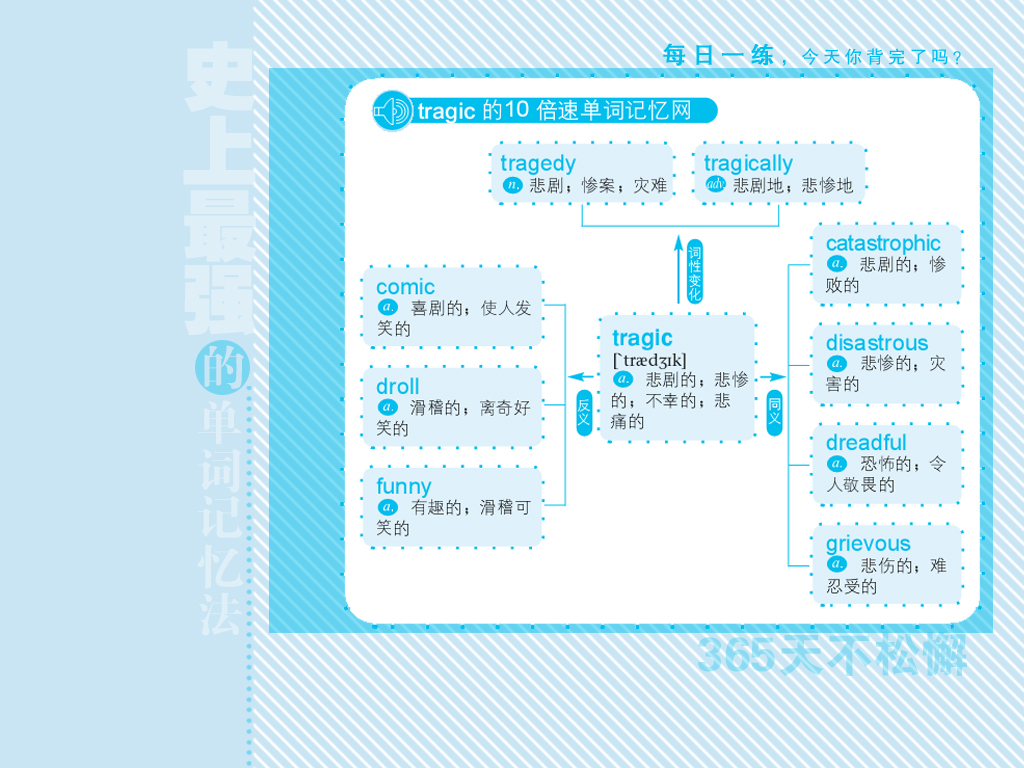 每日一练，今天你背完了吗？
史上最强的单词记忆法
tragic 的10 倍速单词记忆网
tragedy
n. 悲剧；惨案；灾难
tragically
adv. 悲剧地；悲惨地
词性变化
comic
a. 喜剧的；使人发
笑的
droll
a. 滑稽的；离奇好
笑的
funny
a. 有趣的；滑稽可
笑的
反义
tragic
[`trædʒɪk]
a. 悲剧的；悲惨
的；不幸的；悲
痛的
同义
catastrophic
a. 悲剧的；惨
败的
disastrous
a. 悲惨的；灾
害的
dreadful
a. 恐怖的；令
人敬畏的
grievous
a. 悲伤的；难
忍受的
365天不松懈